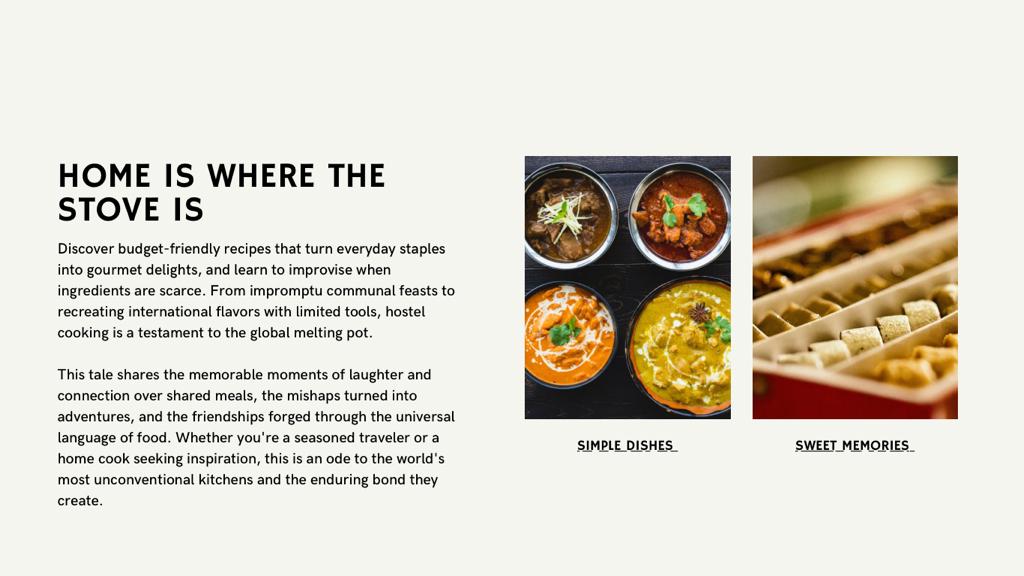 HOME IS WHERE THE
STOVE IS
Discover budget-friendly recipes that turn everyday staples
into gourmet delights, and learn to improvise when
ingredients are scarce. From impromptu communal feasts to
recreating international flavors with limited tools, hostel
cooking is a testament to the global melting pot.
This tale shares the memorable moments of laughter and
connection over shared meals, the mishaps turned into
adventures, and the friendships forged through the universal
language of food. Whether you're a seasoned traveler or a
home cook seeking inspiration, this is an ode to the world's
most unconventional kitchens and the enduring bond they
create.
SIMPLE DISHES
SWEET MEMORIES